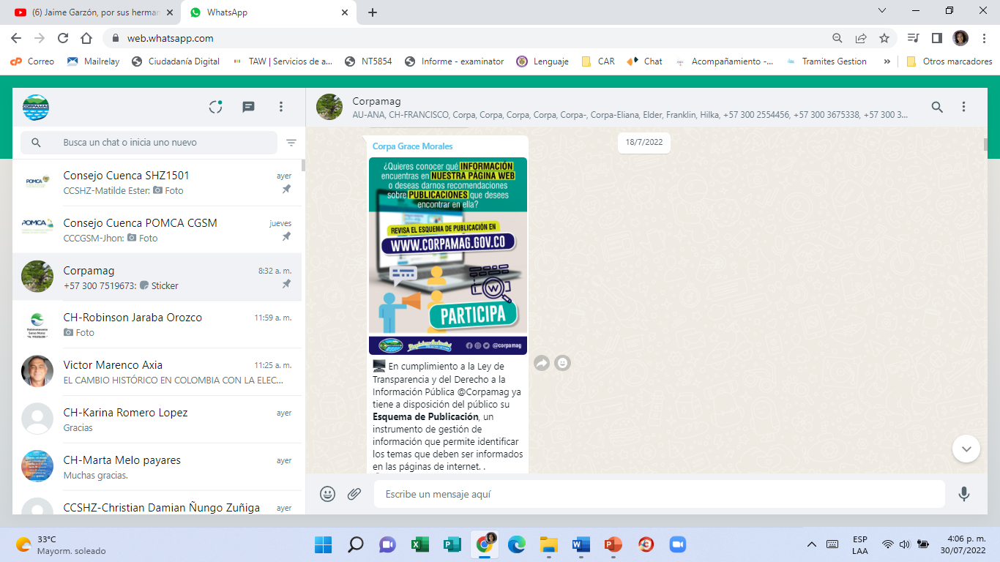 (6) Jaime Garzón, por sus herman
WhatsApp
web.whatsapp.com
Correo
Mailrelay
Ciudadanía Digital
TAW | Servicios de a...
NT5854
Informe - examinator
Lenguaje
CAR
Chat
Acompañamiento -...
Tramites Gestion
»
Otros marcadores
CORPAMAG
Busca un chat o inicia uno nuevo
POMCA
Consejo Cuenca SHZ1501
ayer
CCSHZ-Matilde Ester: Foto
POMCA
Consejo Cuenca POMCA CGSM
jueves
CCCGSM-Jhon: Foto
Corpamag
8:32 a. m.
+57 300 7519673: Sticker
CH-Robinson Jaraba Orozco
11:59 a. m.
Foto
Victor Marenco Axia
11:25 a. m.
EL CAMBIO HISTÓRICO EN COLOMBIA CON LA ELEC...
CH-Karina Romero Lopez
ayer
Gracias
CH-Marta Melo payares
ayer
Muchas gracias.
CCSHZ-Christian Damian Ñungo Zuñiga
ayer
Corpamag
AU-ANA, CH-FRANCISCO, Corpa, Corpa, Corpa, Corpa, Corpa-, Corpa-Eliana, Elder, Franklin, Hilka, +57 300 2554456, +57 300 3675338, +57 300 3...
18/7/2022
Corpa Grace Morales
¿Quieres conocer qué INFORMACIÓN
encuentras en NUESTRA PÁGINA WEB
o deseas darnos recomendaciones
sobre PUBLICACIONES que desees
encontrar en ella?
REVISA EL ESQUEMA DE PUBLICACIÓN EN
WWW.CORPAMAG.GOV.CO
W
PARTICIPA
@corpamag
En cumplimiento a la Ley de
Transparencia y del Derecho a la
Información Pública @Corpamag ya
tiene a disposición del público su
Esquema de Publicación, un
instrumento de gestión de
información que permite identificar
los temas que deben ser informados
en las páginas de internet. .
Escribe un mensaje aquí
33°C
Mayorm. soleado
ESP
LAA
4:06 p. m.
30/07/2022